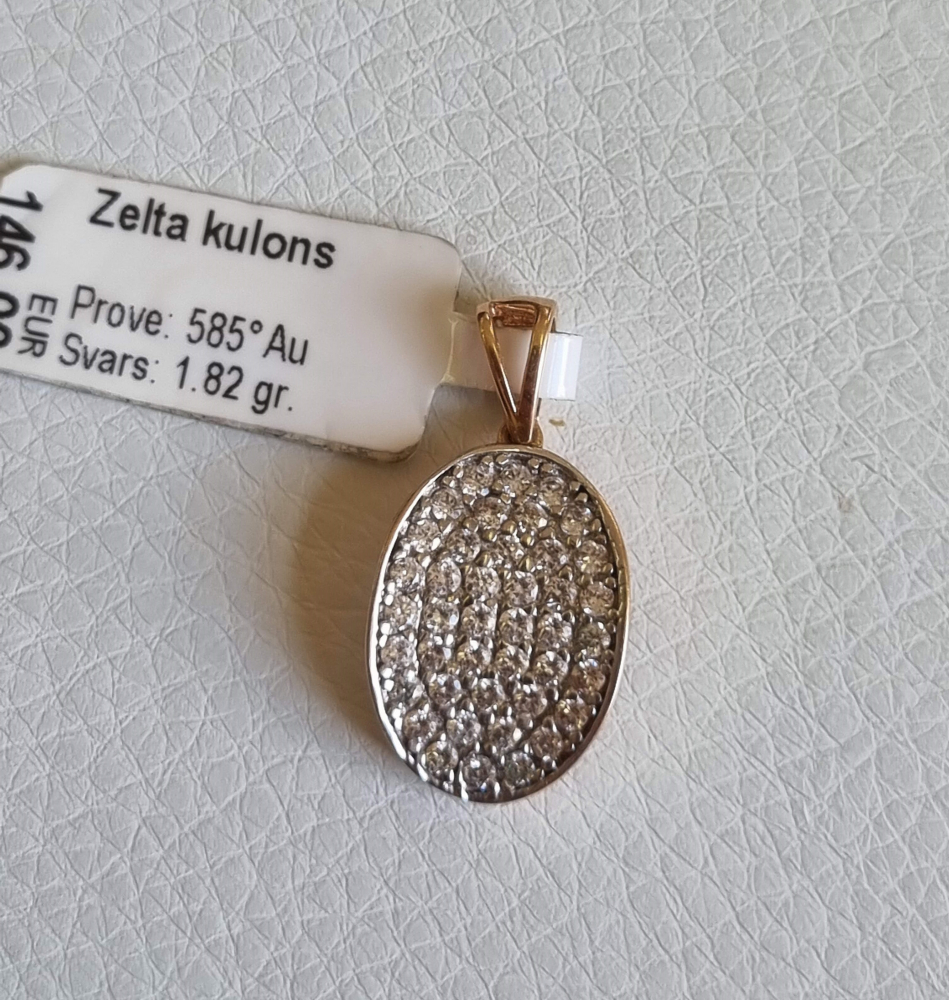 Zelta kulons
Prove: 585° Au
Svars: 1.82 gr.
EUR